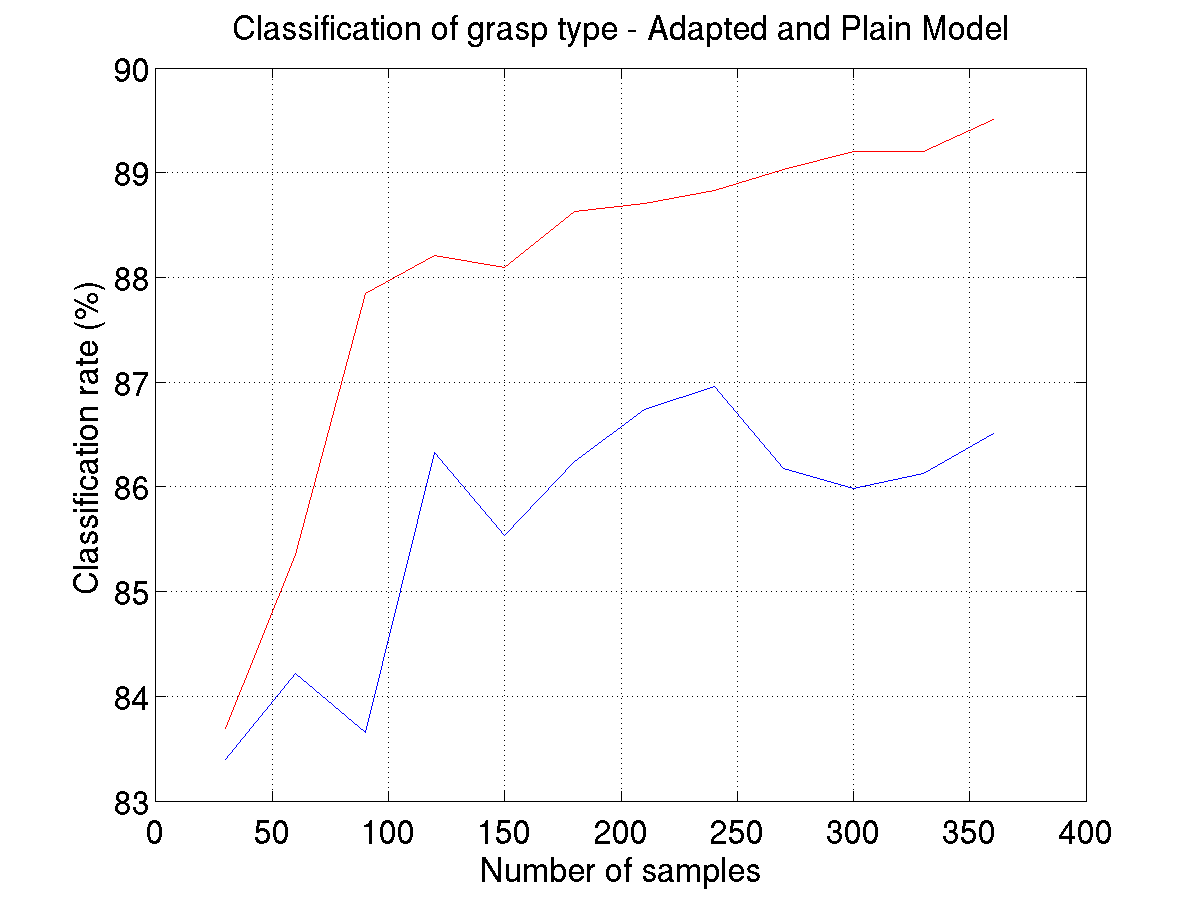 Classification of grasp type - Adapted and Plain Model
90
89
88
87
86
85
84
83
Classification rate (%)
0 50 100 150 200 250 300 350 400
Number of samples